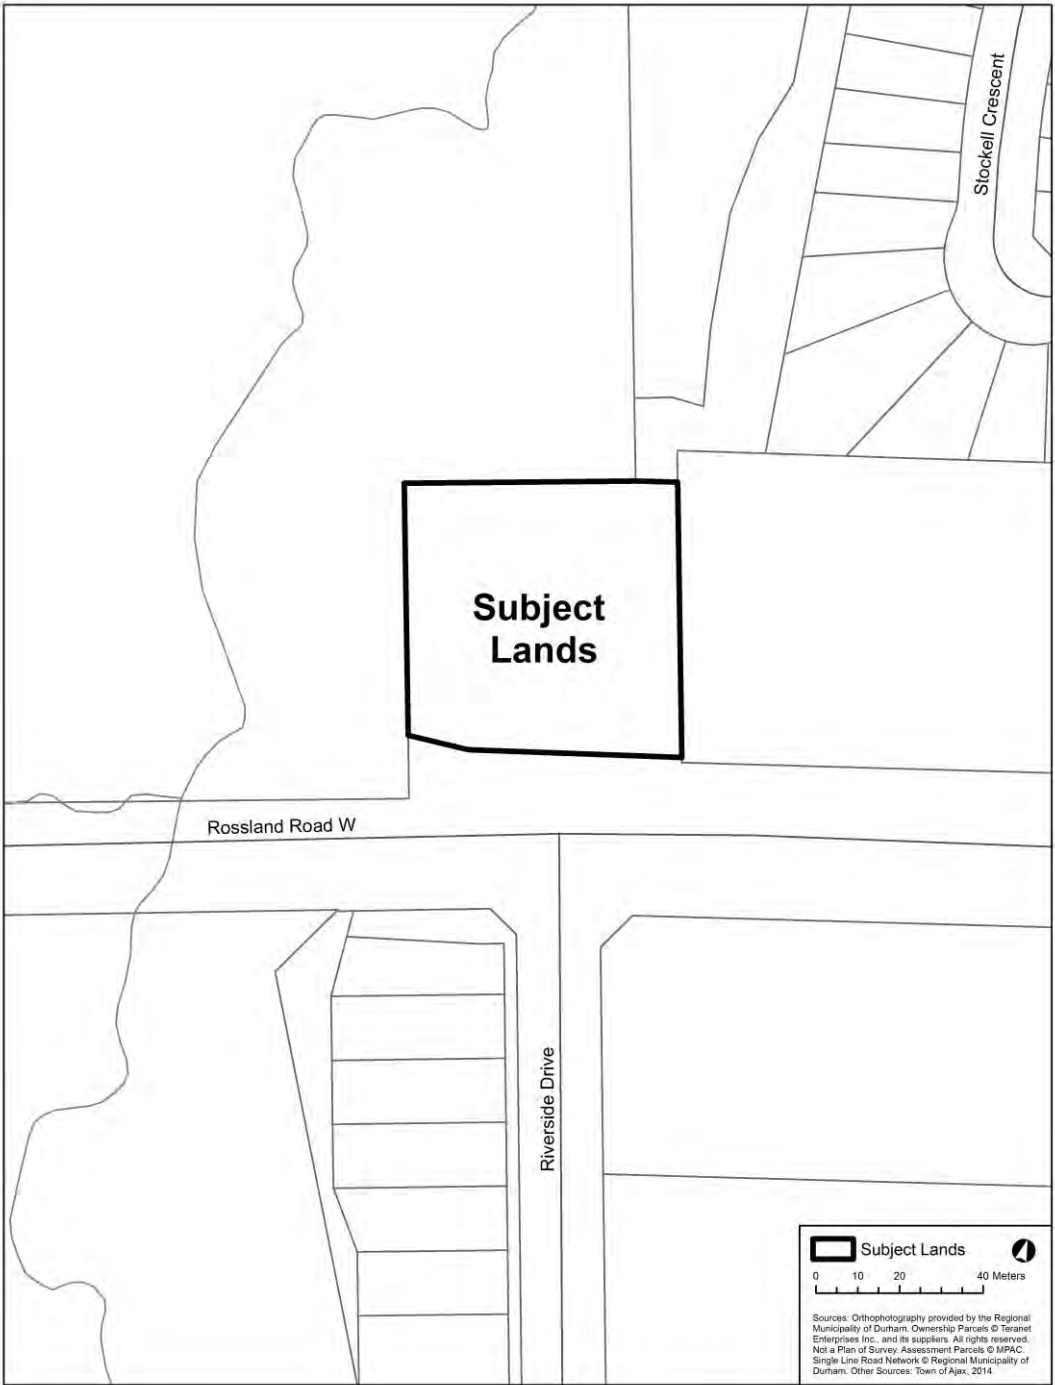 Stockell Crescent
Subject
Lands
Rossland Road W
Riverside Drive
Subject Lands
0 10 20 40 Meters
Sources: Orthophotography provided by the Regional
Municipality of Durham. Ownership Parcels © Teranet
Enterprises Inc., and its suppliers. All rights reserved.
Not a Plan of Survey. Assessment Parcels © MPAC.
Single Line Road Network © Regional Municipality of
Durham. Other Sources: Town of Ajax, 2014